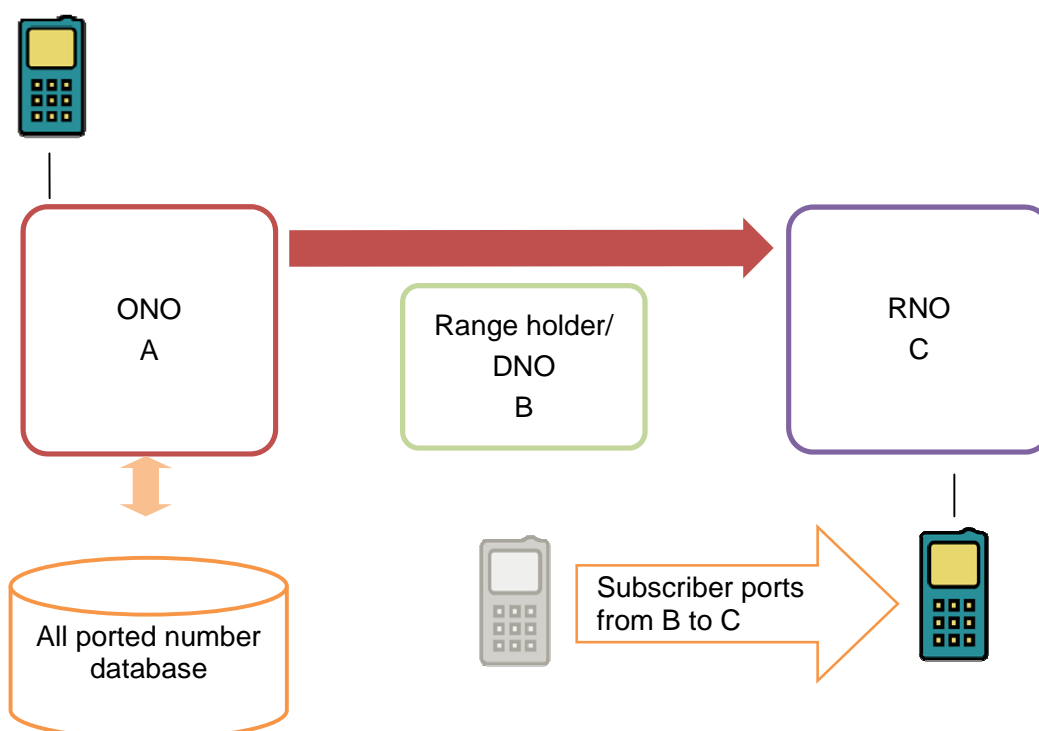 ONO
A
Range holder/
DNO
B
RNO
C
Subscriber ports
from B to C
All ported number
database